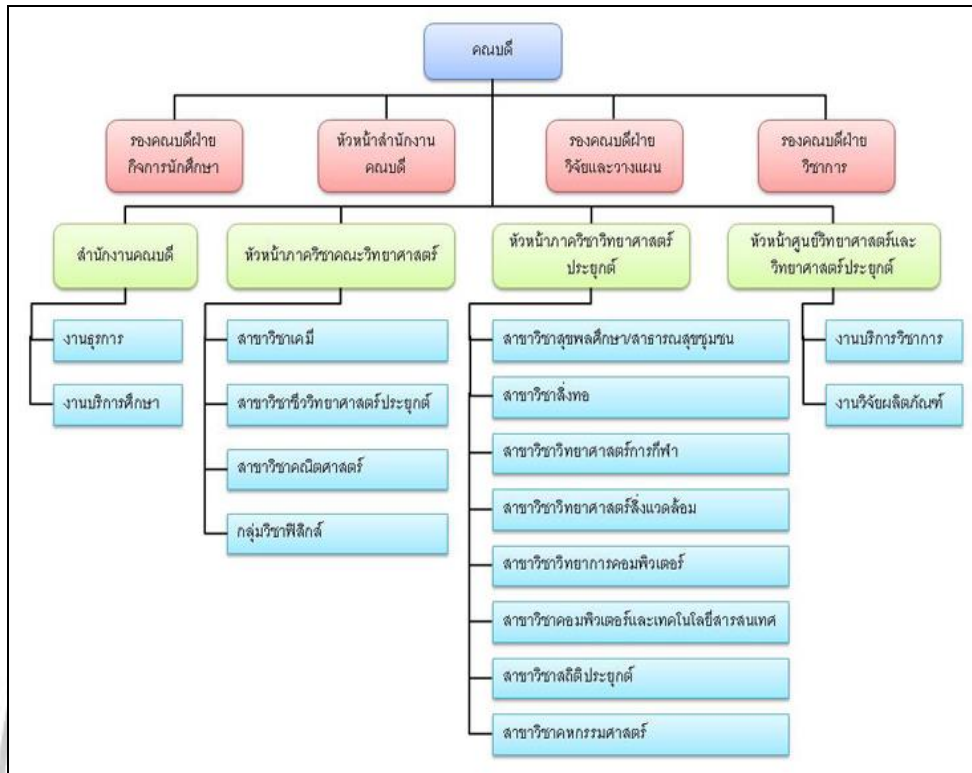 คณบดี
รองคณบดีฝ่าย
กิจการนักศึกษา
หัวหน้าสำนักงาน
คณบดี
รองคณบดีฝ่าย
วิจัยและวางแผน
รองคณบดีฝ่าย
วิชาการ
สำนักงานคณบดี
หัวหน้าภาควิชาคณะวิทยาศาสตร์
หัวหน้าภาควิชาวิทยาศาสตร์
ประยุกต์
หัวหน้าศูนย์วิทยาศาสตร์และ
วิทยาศาสตร์ประยุกต์
งานธุรการ
งานบริการศึกษา
สาขาวิชาเคมี
สาขาวิชาชีววิทยาศาสตร์ประยุกต์
สาขาวิชาคณิตศาสตร์
กลุ่มวิชาฟิสิกส์
สาขาวิชาสุขพลศึกษา/สาธารณสุขชุมชน
สาขาวิชาสิ่งทอ
สาขาวิชาวิทยาศาสตร์การกีฬา
สาขาวิชาวิทยาศาสตร์สิ่งแวดล้อม
สาขาวิชาวิทยาการคอมพิวเตอร์
สาขาวิชาคอมพิวเตอร์และเทคโนโลยีสารสนเทศ
สาขาวิชาสถิติประยุกต์
สาขาวิชาคหกรรมศาสตร์
งานบริการวิชาการ
งานวิจัยผลิตภัณฑ์